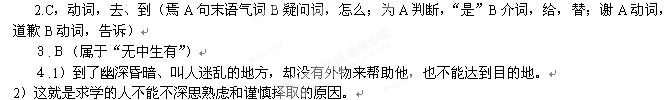 2.C，动词，去、到（焉 A 句末语气词 B 疑问词，怎么；为 A 判断，“是”B 介词，给，替；谢 A 动词，
道歉 B 动词，告诉）
3．B（属于“无中生有”）
4.1）到了幽深昏暗、叫人迷乱的地方，却没有外物来帮助他，也不能达到目的地。
2）这就是求学的人不能不深思熟虑和谨慎择取的原因。